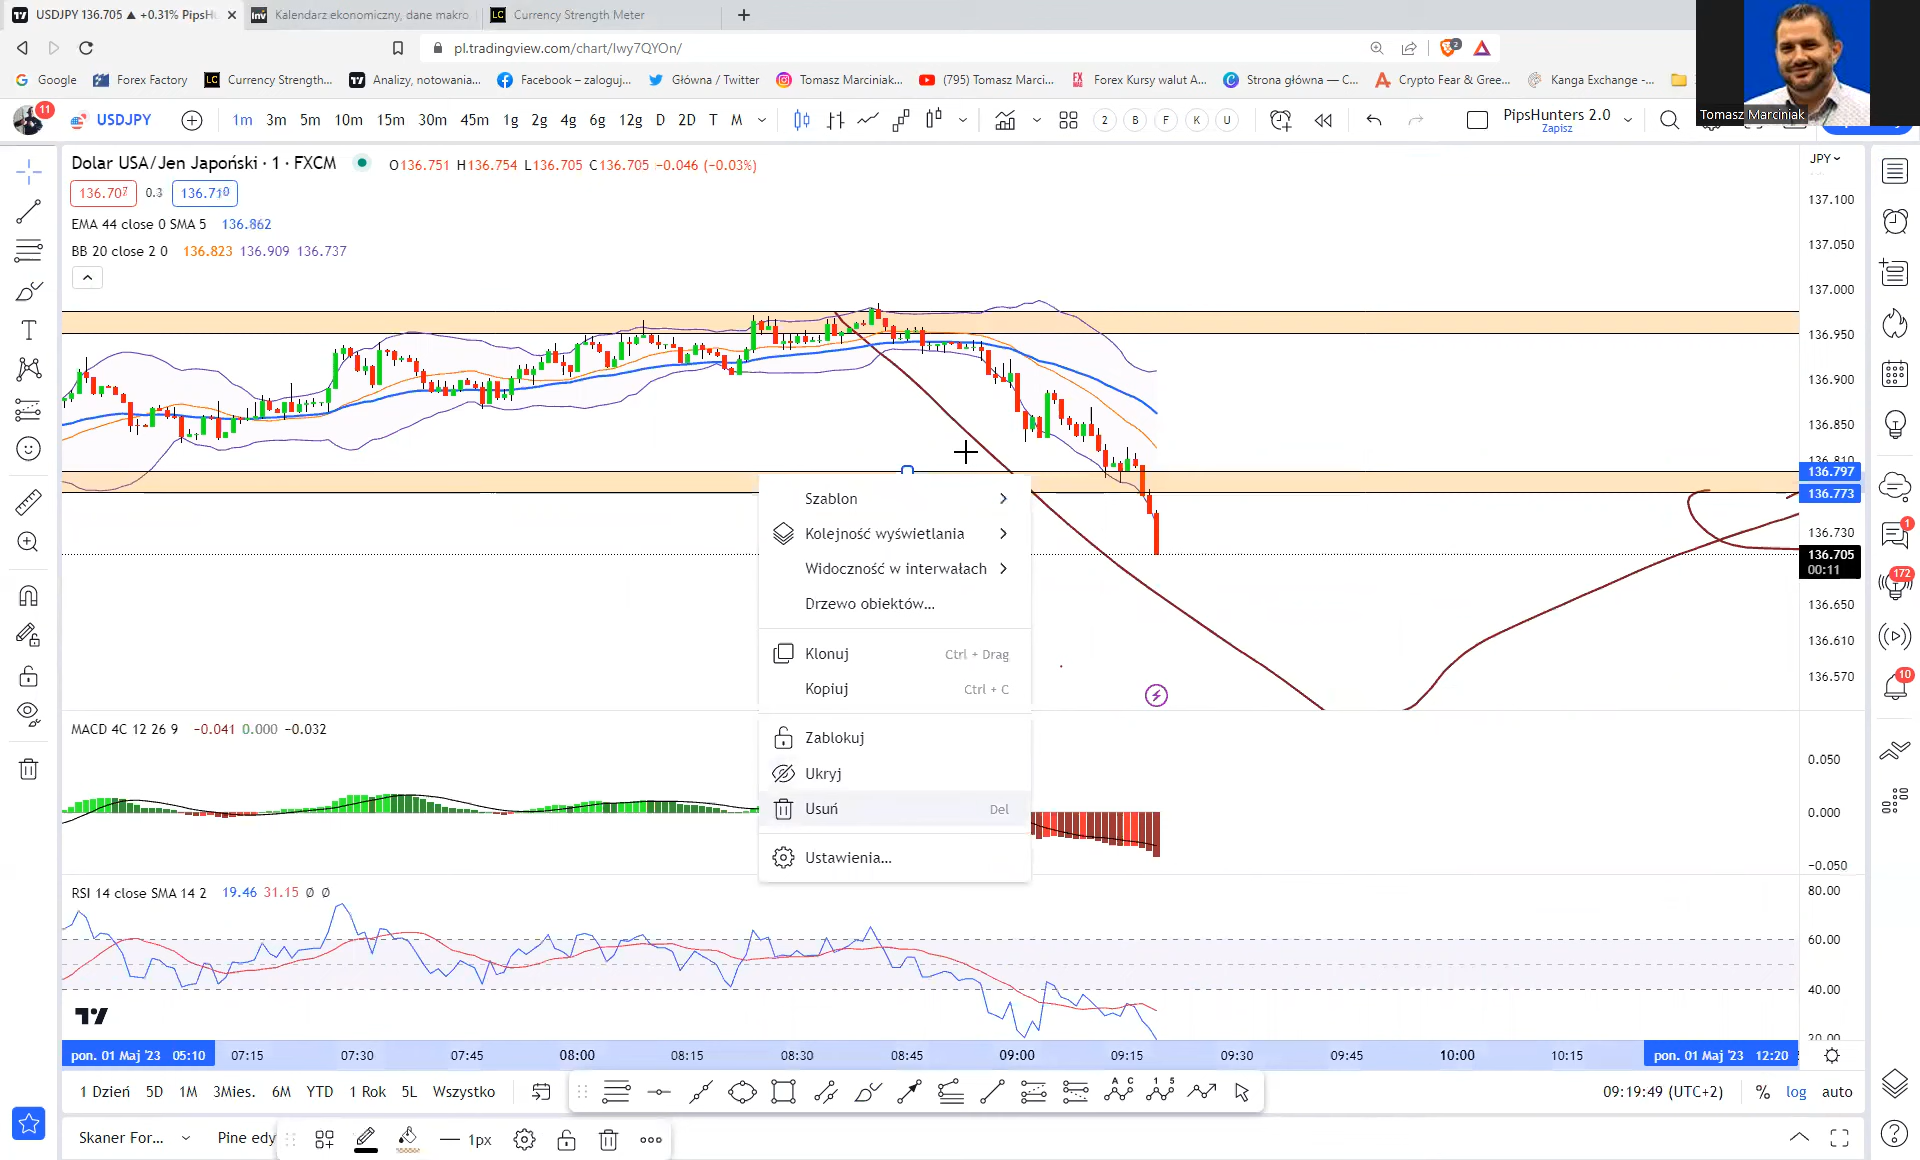 USDJPY 136.705 ▲ +0.31% PipsHu
Kalendarz ekonomiczny, dane makro
Currency Strength Meter
pl.tradingview.com/chart/Iwy7QYOn/
2
Google
Forex Factory
Currency Strength...
Analizy, notowania...
Facebook – zaloguj...
Główna / Twitter
Tomasz Marciniak...
(795) Tomasz Marci...
Forex Kursy walut A...
Strona główna — C...
Crypto Fear & Gree...
Kanga Exchange -...
Tomasz Marciniak
11
USDJPY
1m 3m 5m 10m 15m 30m 45m 1g 2g 4g 6g 12g D 2D T M
2 B F K U
PipsHunters 2.0
Zapisz
Dolar USA/Jen Japoński · 1 · FXCM
O136.751 H136.754 L136.705 C136.705 −0.046 (−0.03%)
136.707 0.3 136.710
EMA 44 close 0 SMA 5 136.862
BB 20 close 2 0 136.823 136.909 136.737
JPY
137.100
137.050
137.000
136.950
136.900
136.850
136.810
136.797
136.773
136.730
136.705
00:11
136.650
136.610
136.570
1
172
10
Szablon
Kolejność wyświetlania
Widoczność w interwałach
Drzewo obiektów...
Klonuj Ctrl + Drag
Kopiuj Ctrl + C
Zablokuj
Ukryj
Usuń Del
Ustawienia...
MACD 4C 12 26 9 −0.041 0.000 −0.032
0.050
0.000
−0.050
RSI 14 close SMA 14 2 19.46 31.15 Ø Ø
80.00
60.00
40.00
20.00
pon. 01 Maj '23 05:10 07:15 07:30 07:45 08:00 08:15 08:30 08:45 09:00 09:15 09:30 09:45 10:00 10:15 pon. 01 Maj '23 12:20
1 Dzień 5D 1M 3Mies. 6M YTD 1 Rok 5L Wszystko
09:19:49 (UTC+2) % log auto
Skaner For...
Pine edy
1px